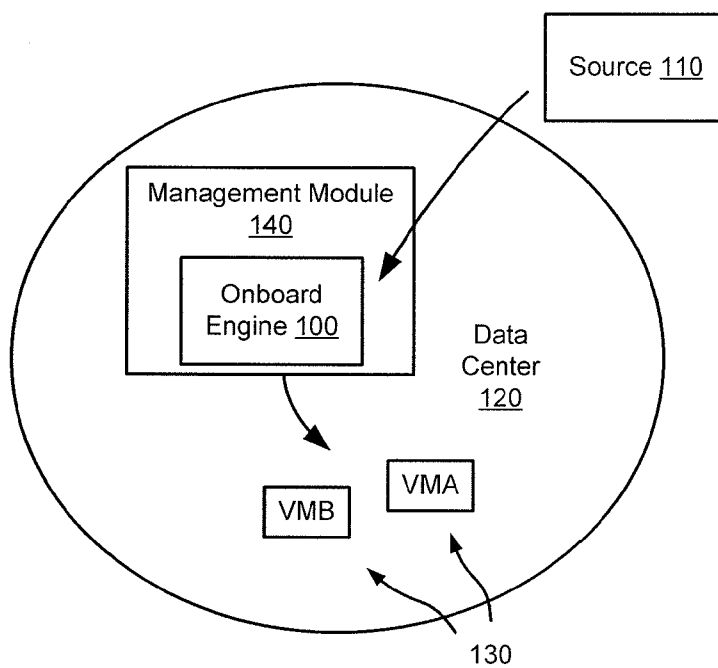 Source 110
Management Module
140
Onboard
Engine 100
Data
Center
120
VMA
VMB
130